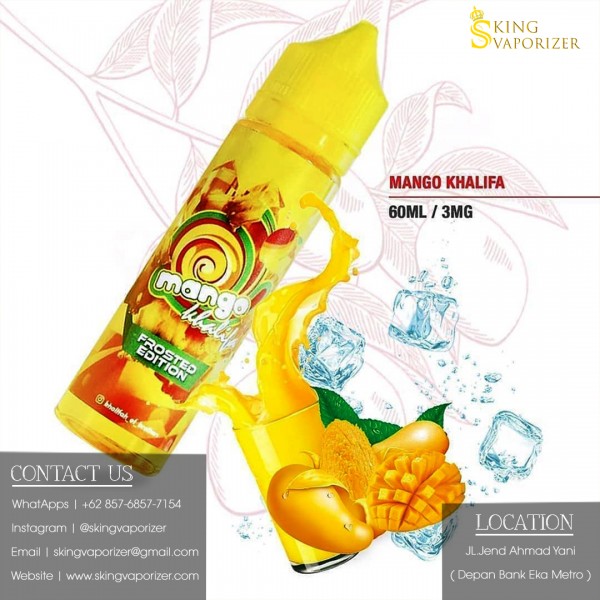 SKING
VAPORIZER
MANGO KHALIFA
60ML / 3MG
mango
khalifa
FROSTED
EDITION
CONTACT US
WhatApps | +62 857-6857-7154
Instagram | @skingvaporizer
Email | skingvaporizer@gmail.com
Website | www.skingvaporizer.com
LOCATION
JL.Jend Ahmad Yani
( Depan Bank Eka Metro )